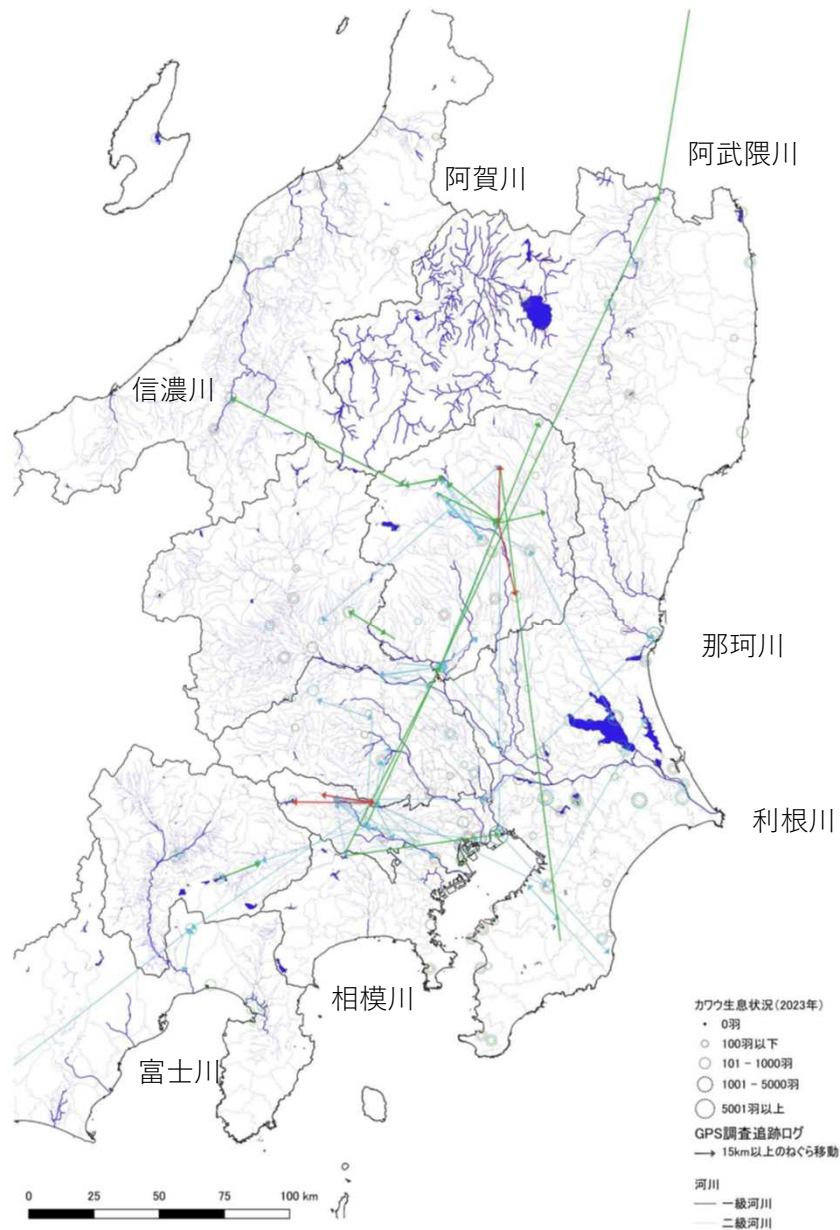 阿武隈川
阿賀川
信濃川
那珂川
利根川
相模川
富士川
カワウ生息状況(2023年)
0羽
100羽以下
101 - 1000羽
1001 - 5000羽
5001羽以上
GPS調査追跡ログ
15km以上のねぐら移動
河川
一級河川
二級河川
0 25 50 75 100 km